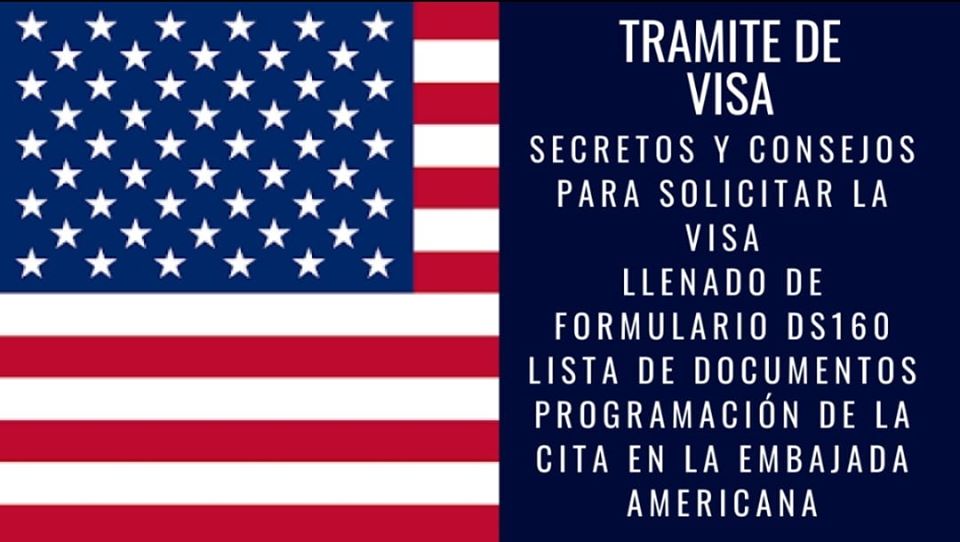 TRAMITE DE
VISA
SECRETOS Y CONSEJOS
PARA SOLICITAR LA
VISA
LLENADO DE
FORMULARIO DS160
LISTA DE DOCUMENTOS
PROGRAMACIÓN DE LA
CITA EN LA EMBAJADA
AMERICANA